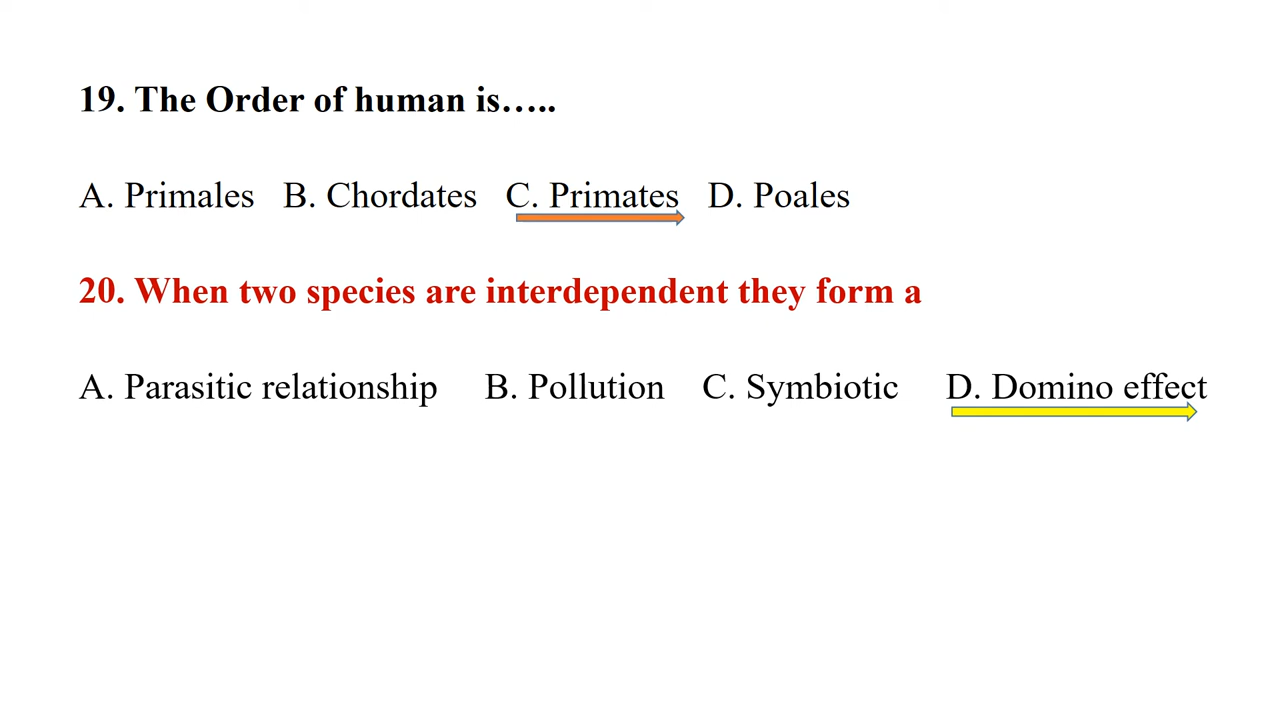 19. The Order of human is…..
A. Primales B. Chordates C. Primates D. Poales
20. When two species are interdependent they form a
A. Parasitic relationship B. Pollution C. Symbiotic D. Domino effect